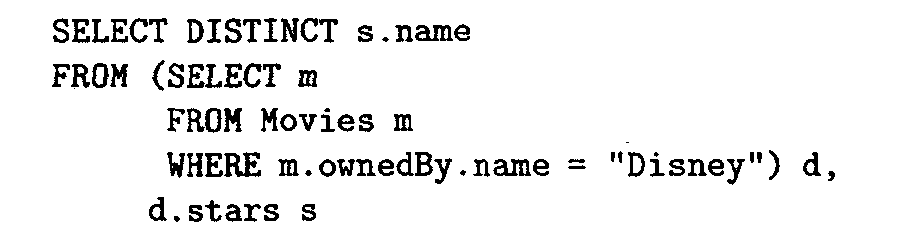 SELECT DISTINCT s.name
FROM (SELECT m
FROM Movies m
WHERE m.ownedBy.name = "Disney") d,
d.stars s